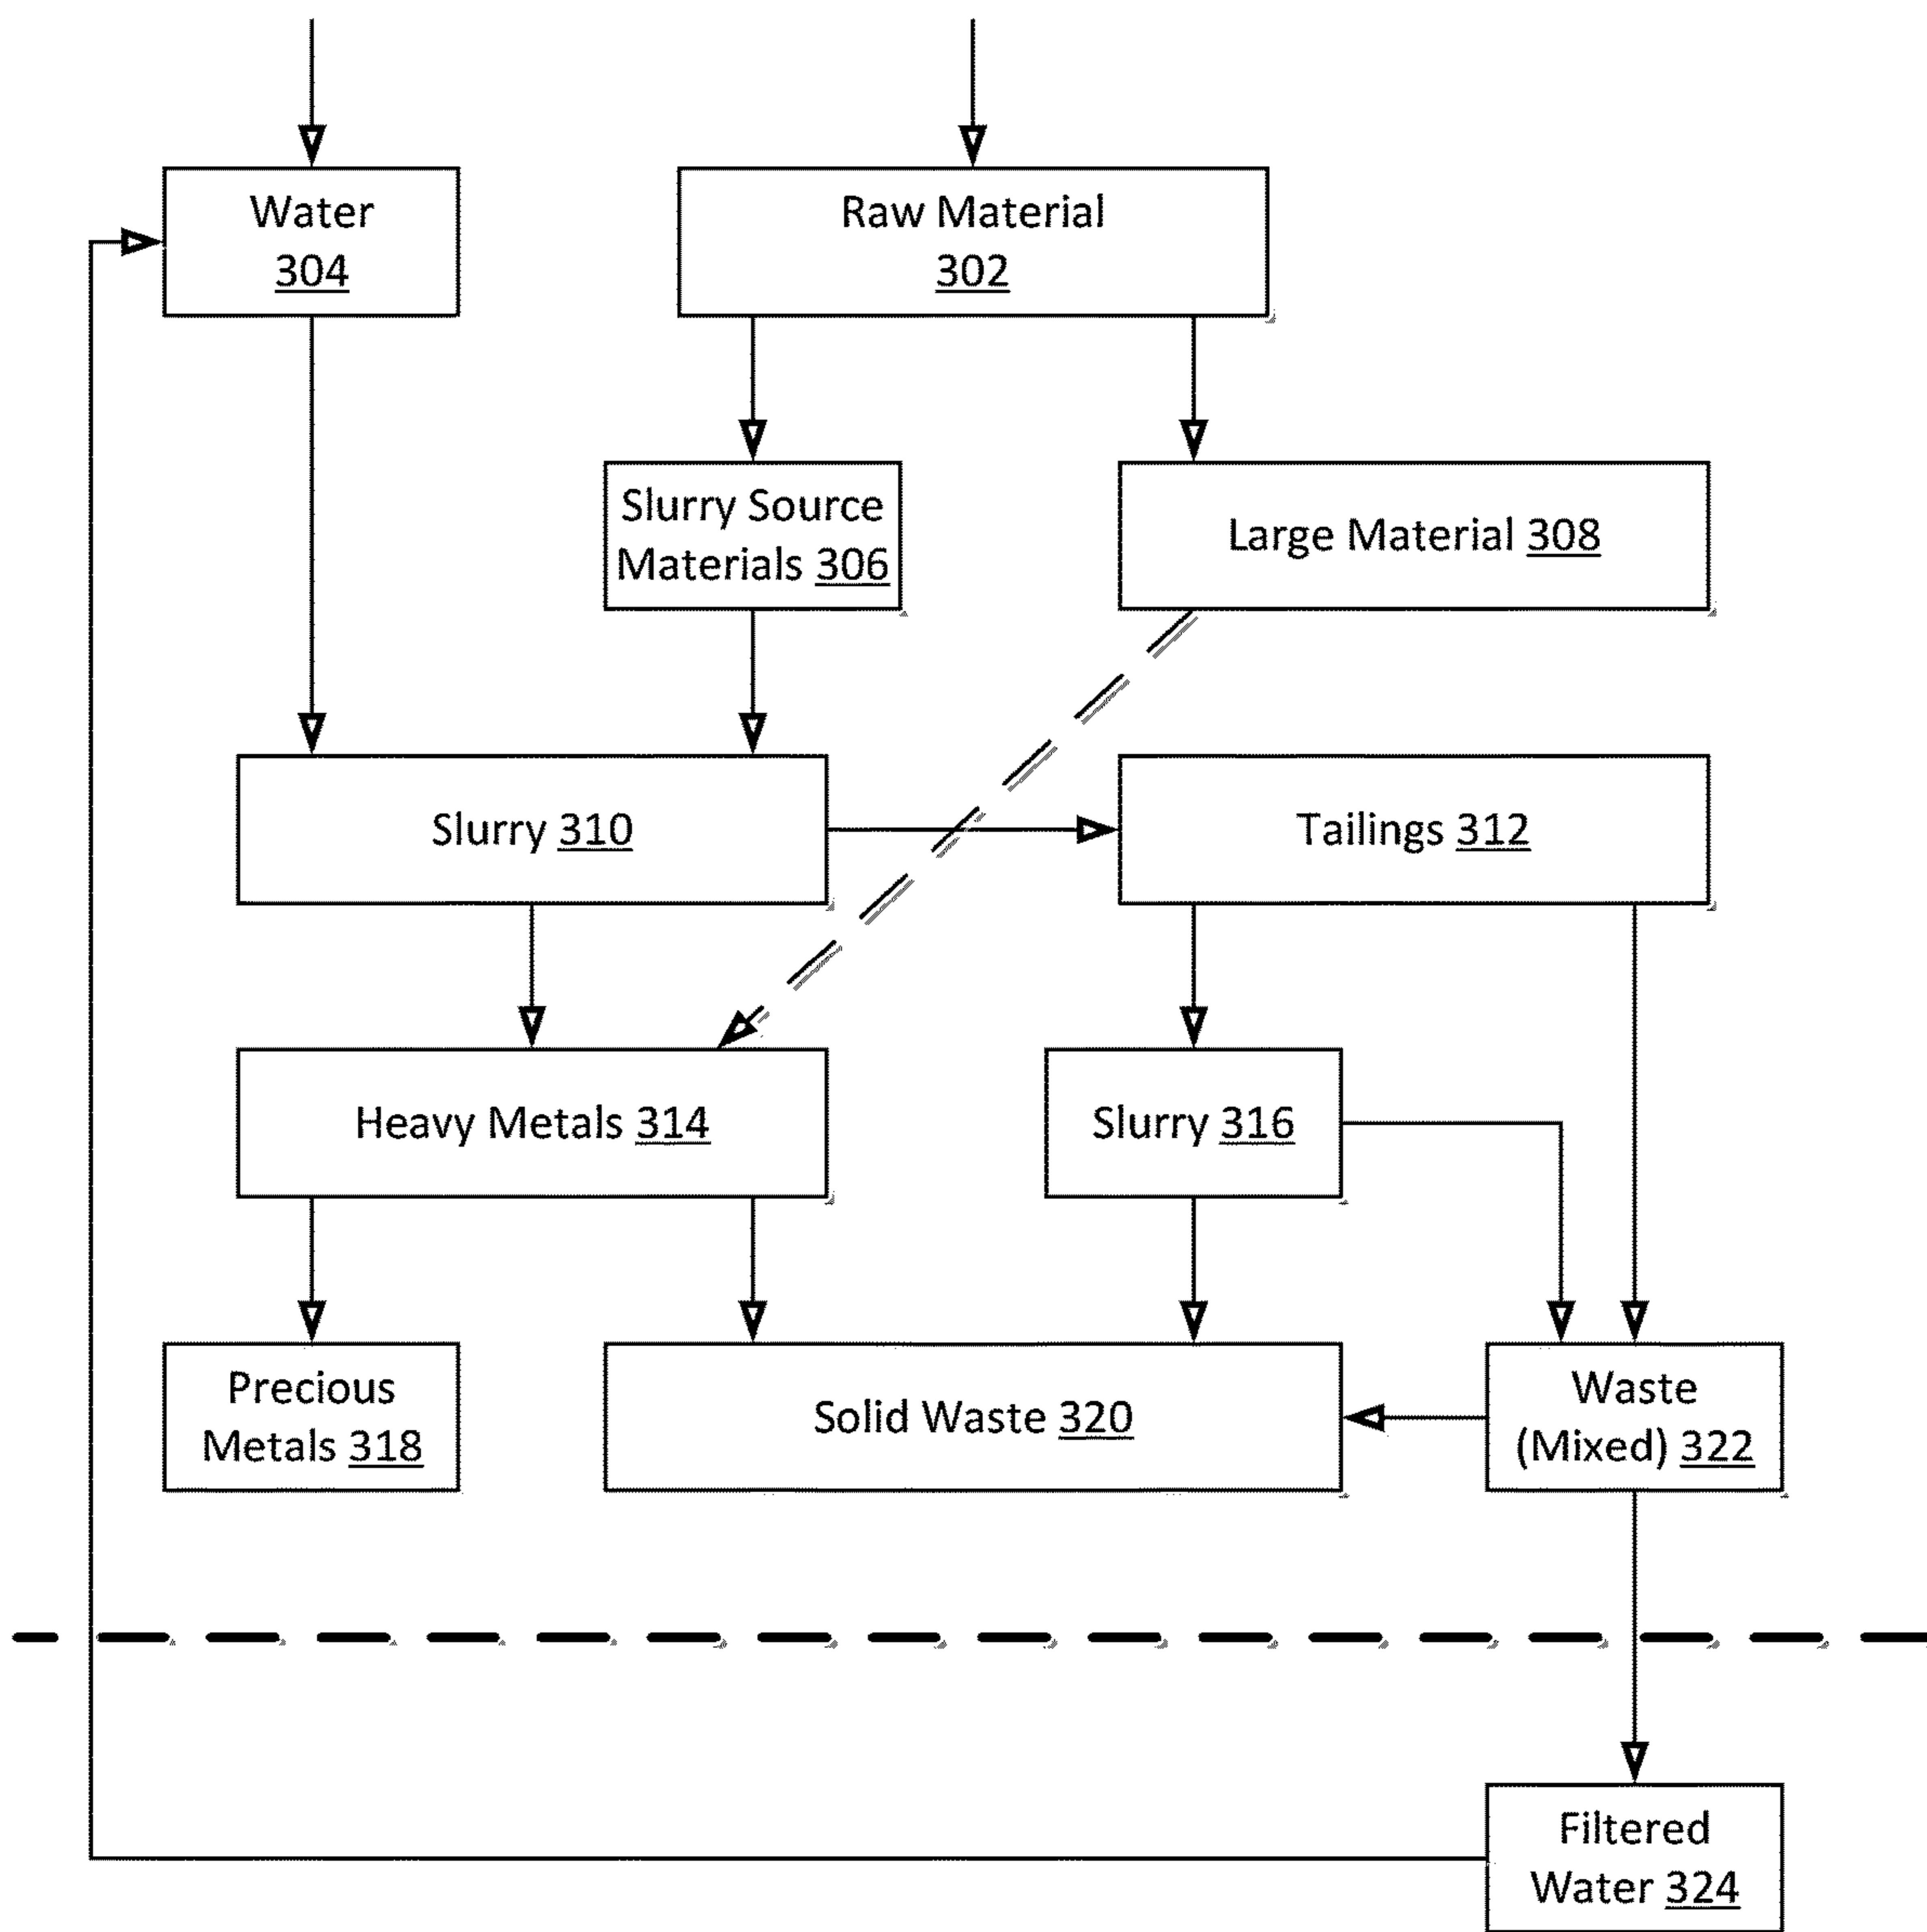 Water
304
Raw Material
302
Slurry Source
Materials 306
Large Material 308
Slurry 310
Tailings 312
Heavy Metals 314
Slurry 316
Precious
Metals 318
Solid Waste 320
Waste
(Mixed) 322
Filtered
Water 324